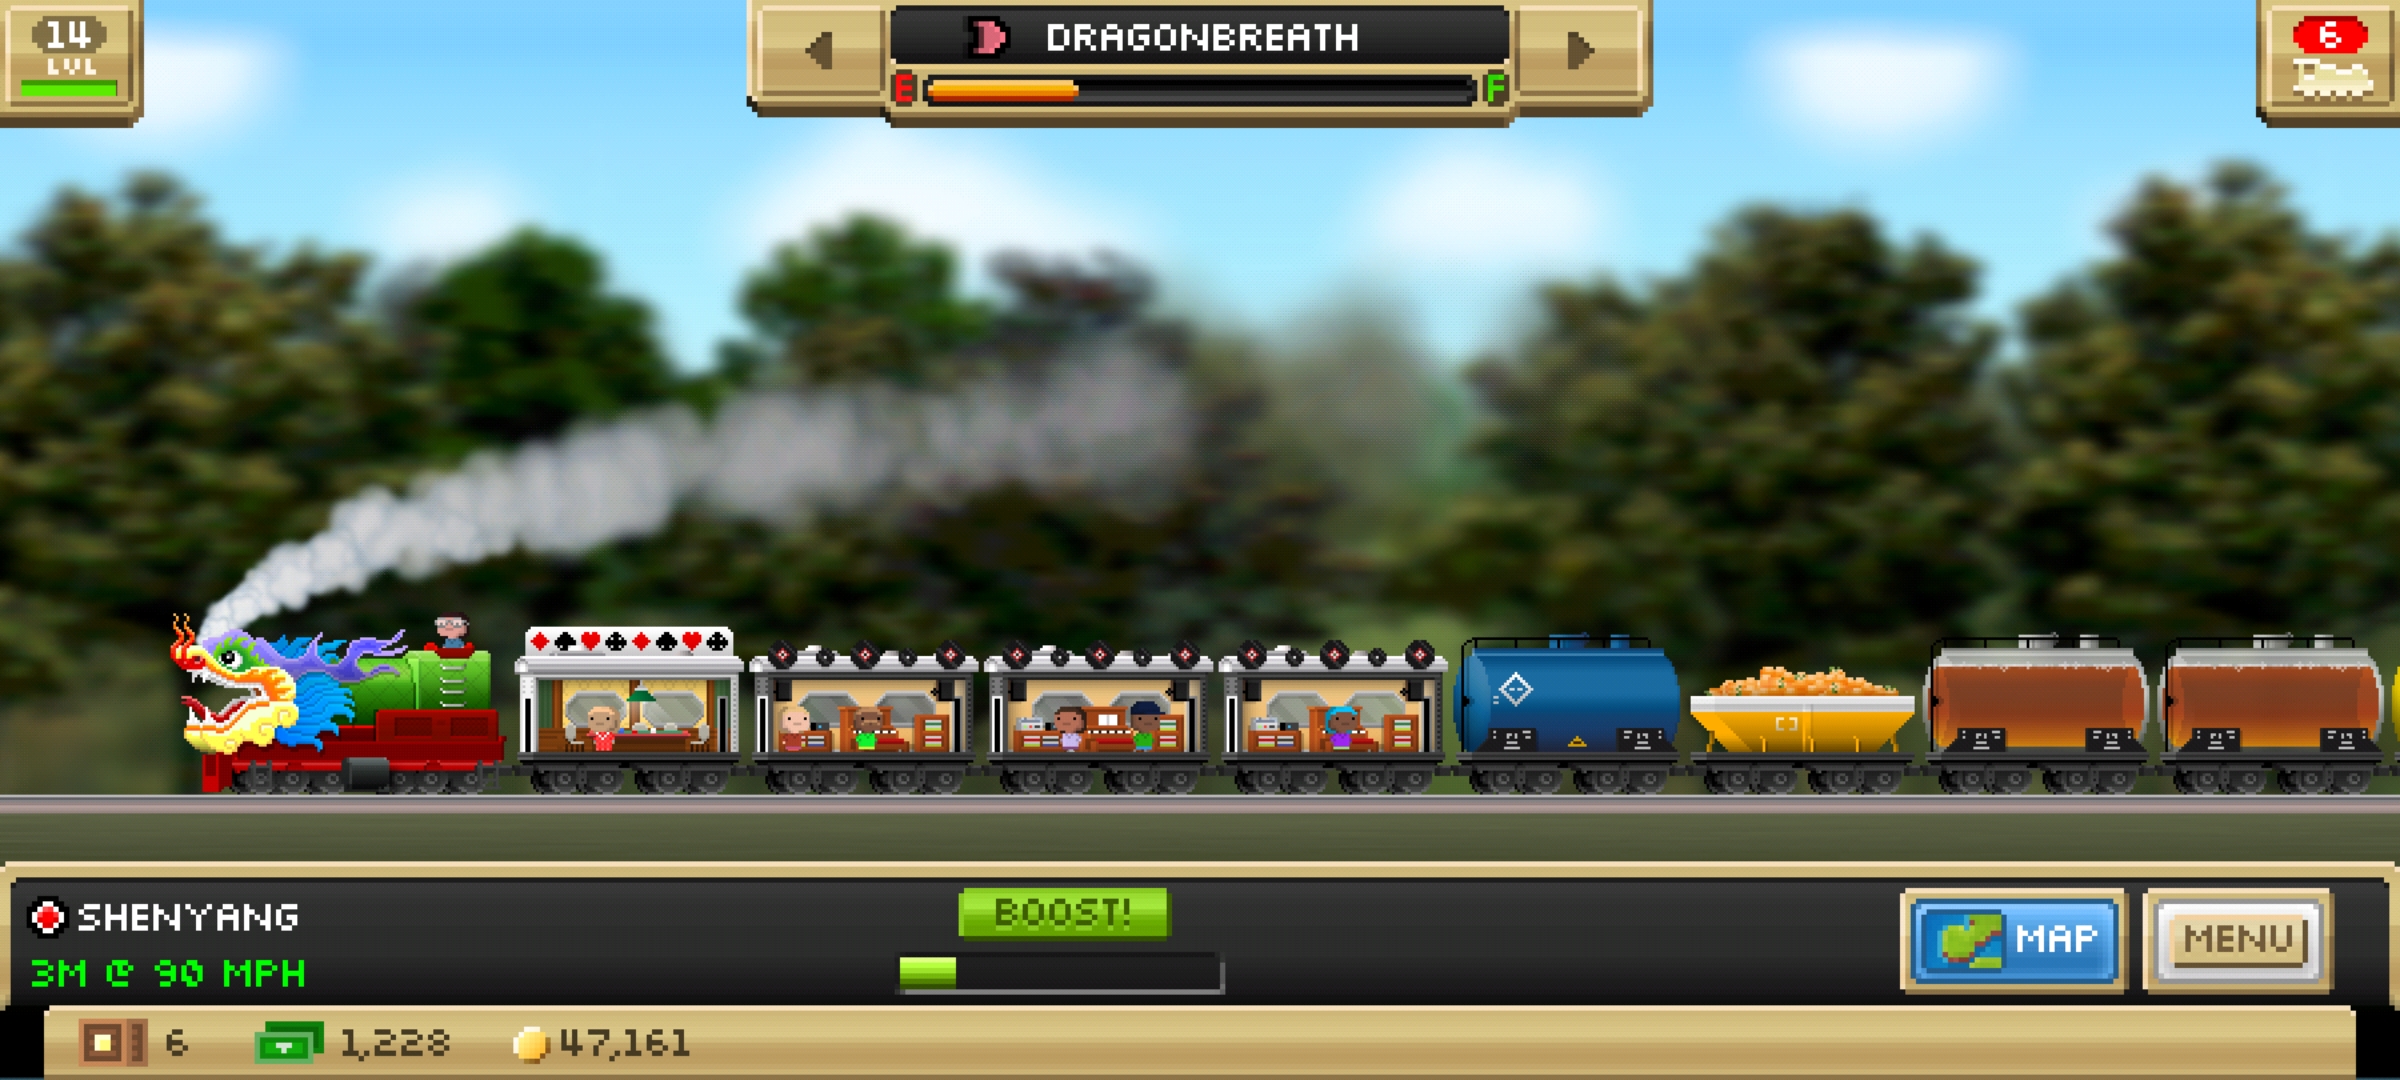 14
LVL
DRAGONBREATH
E F
6
SHENYANG
3M @ 90 MPH
BOOST!
MAP
MENU
6 1,228 47,161